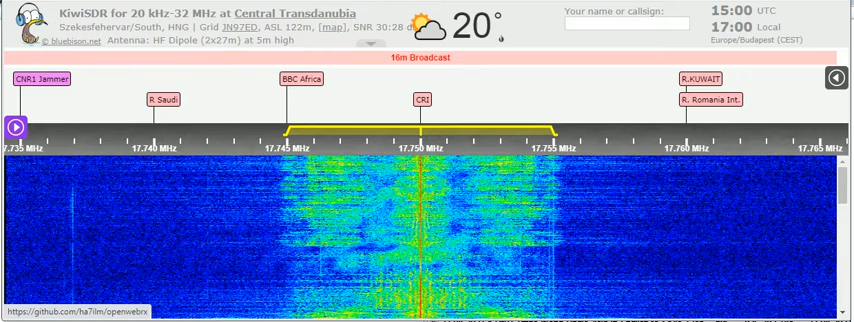 KiwiSDR for 20 kHz-32 MHz at Central Transdanubia
Szekesfehervar/South, HNG | Grid JN97ED, ASL 122m, [map], SNR 30:28 d
© bluebison.net Antenna: HF Dipole (2x27m) at 5m high
20°
c
Your name or callsign:
15:00 UTC
17:00 Local
Europe/Budapest (CEST)
16m Broadcast
CNR1 Jammer
BBC Africa
R.KUWAIT
R Saudi
CRI
R. Romania Int.
7.735 MHz 17.740 MHz 17.745 MHz 17.750 MHz 17.755 MHz 17.760 MHz 17.765 MHz
https://github.com/ha7ilm/openwebrx